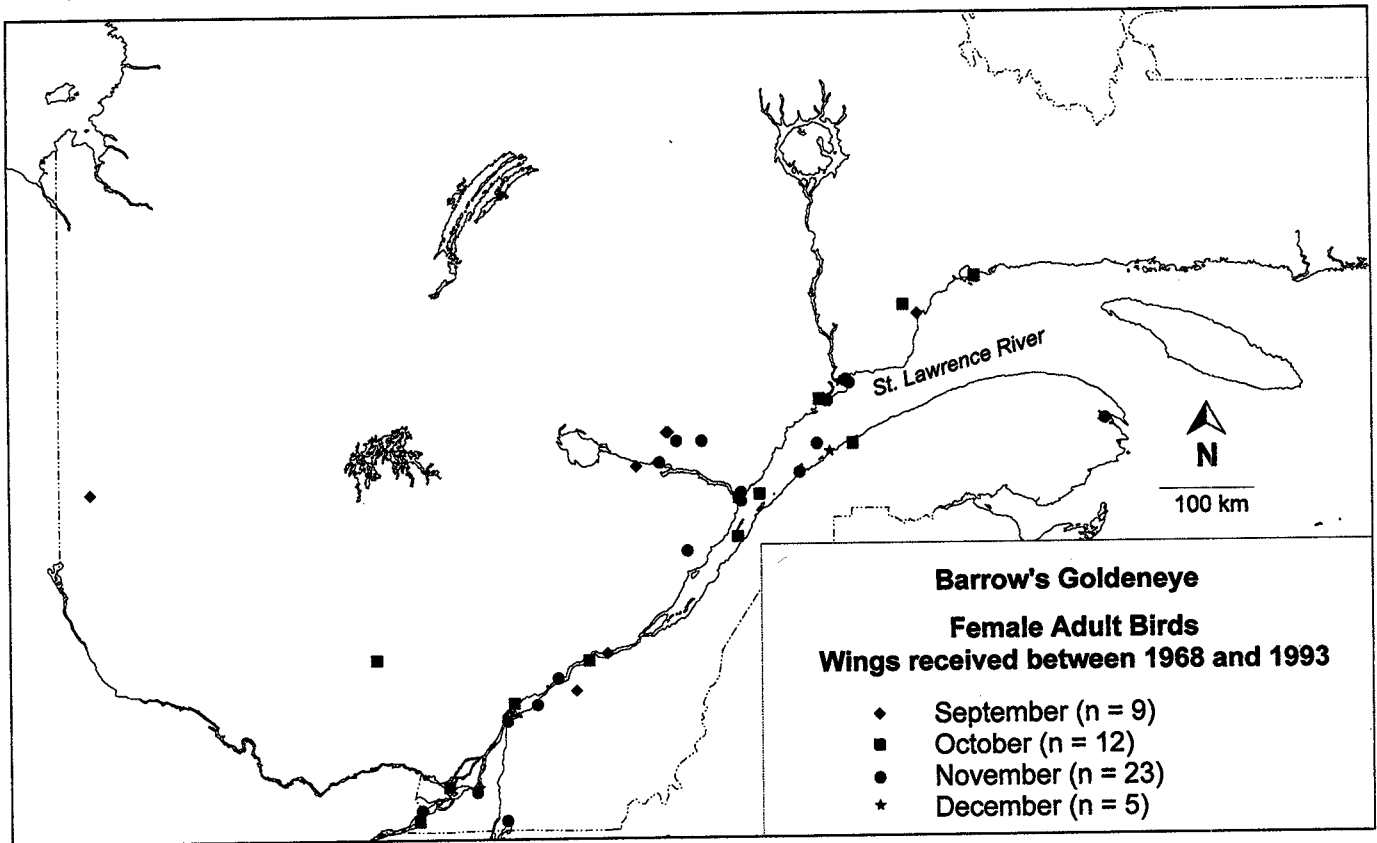 St. Lawrence River
N
100 km
Barrow's Goldeneye
Female Adult Birds
Wings received between 1968 and 1993
September (n = 9)
October (n = 12)
November (n = 23)
December (n = 5)